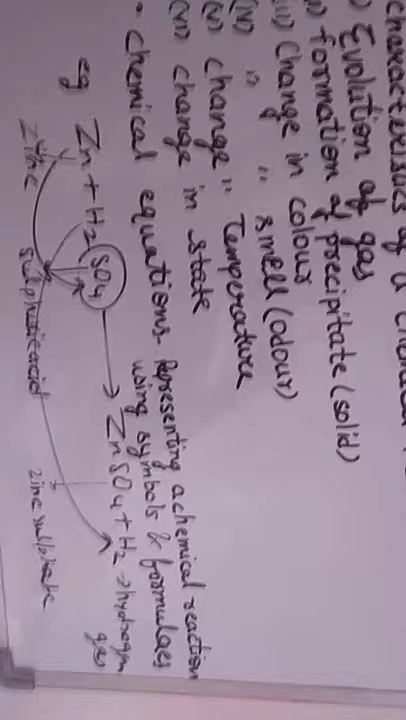 characteristics of a chemical
i) Evolution of gas
ii) formation of precipitate (solid)
iii) Change in colour
(iv) " " smell (odour)
(v) change " Temperature
(vi) change in state
- chemical equations. Representing a chemical reaction
using symbols & formulaes
eg Zn + H2SO4 → ZnSO4 + H2 → hydrogen
gas
Zinc sulphuric acid zinc sulphate